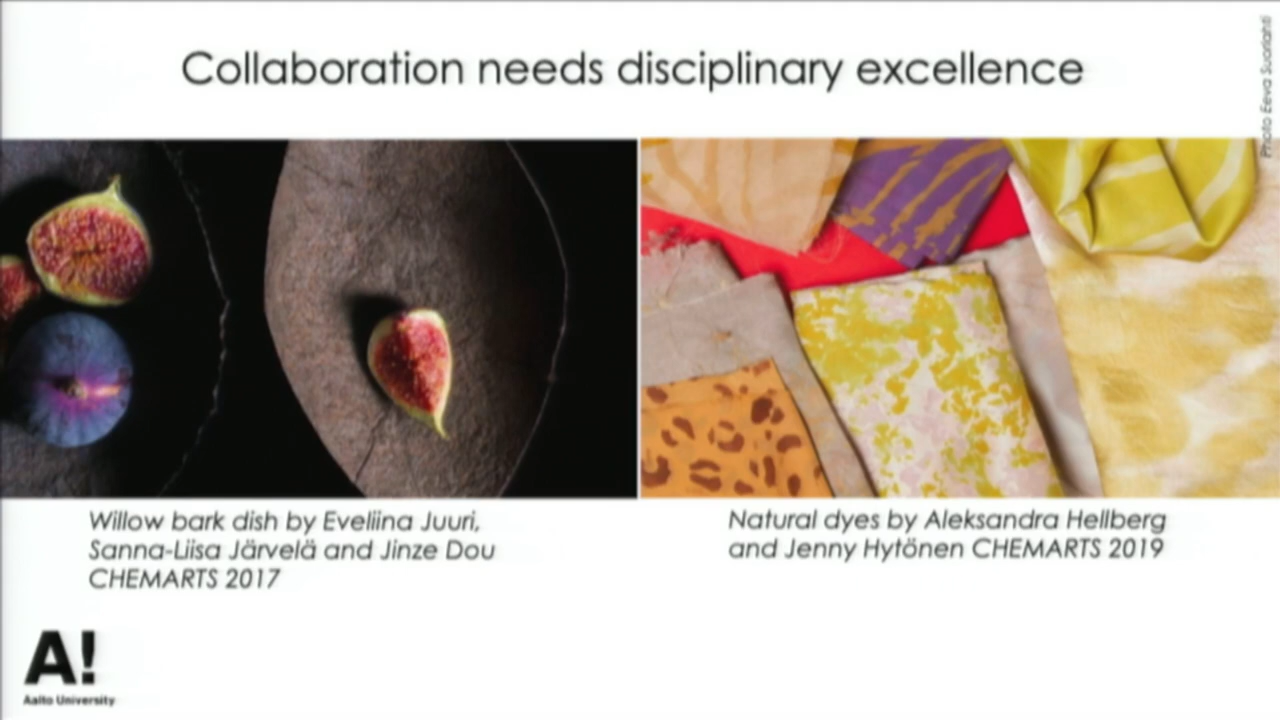 Collaboration needs disciplinary excellence
Photo Eeva Suorlahti
Willow bark dish by Eveliina Juuri,
Sanna-Liisa Järvelä and Jinze Dou
CHEMARTS 2017
Natural dyes by Aleksandra Hellberg
and Jenny Hytönen CHEMARTS 2019
A!
Aalto University